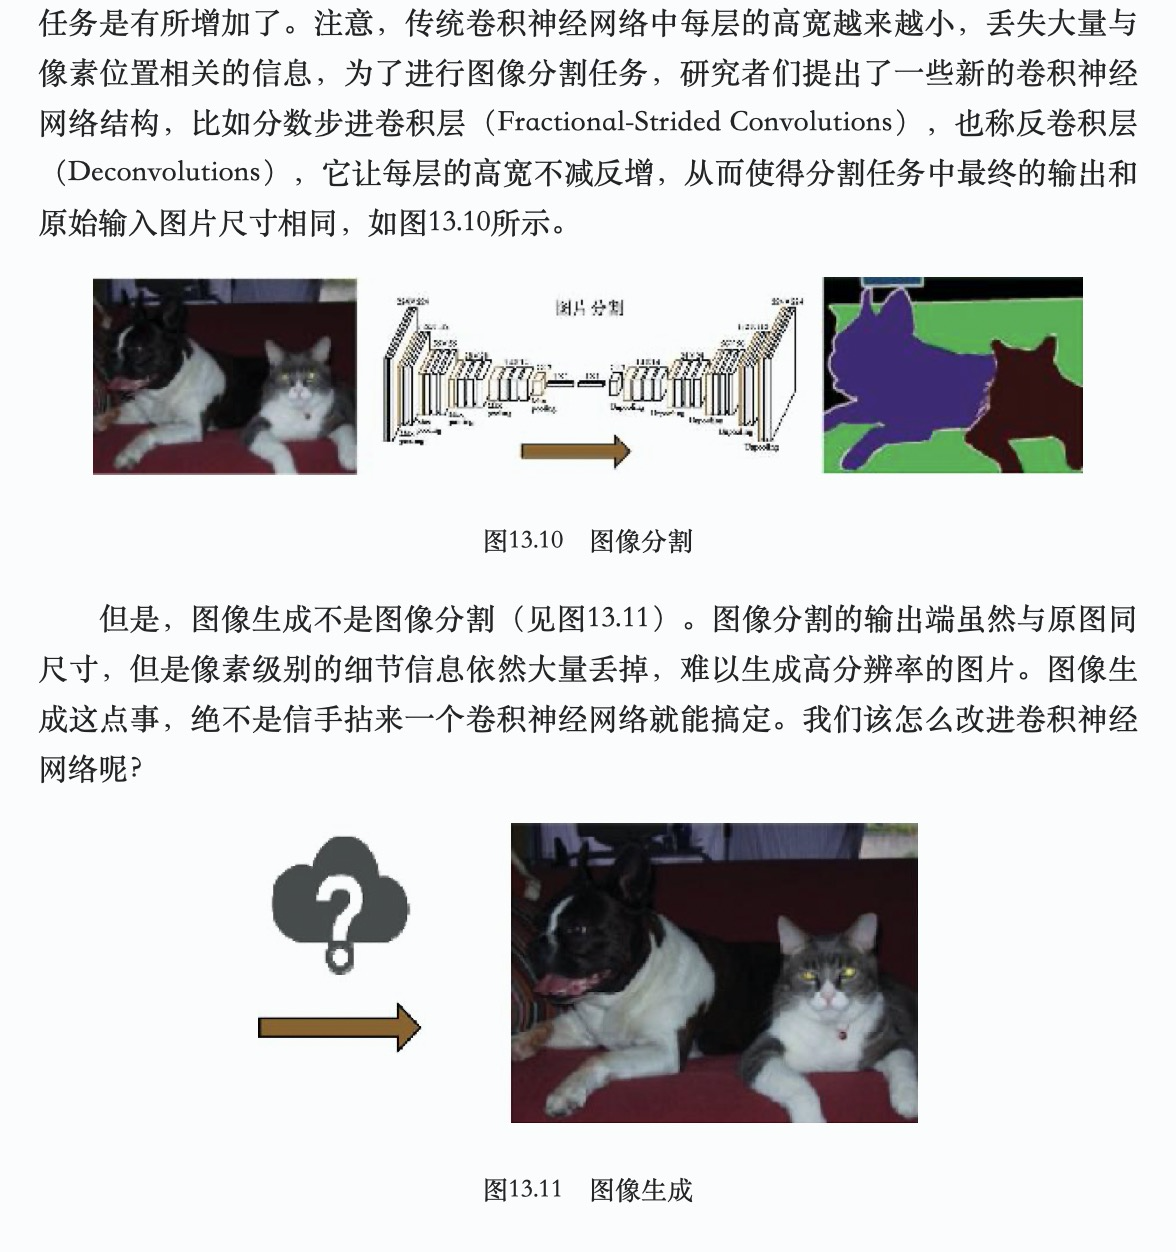 任务是有所增加了。注意，传统卷积神经网络中每层的高宽越来越小，丢失大量与
像素位置相关的信息，为了进行图像分割任务，研究者们提出了一些新的卷积神经
网络结构，比如分数步进卷积层（Fractional-Strided Convolutions），也称反卷积层
（Deconvolutions），它让每层的高宽不减反增，从而使得分割任务中最终的输出和
原始输入图片尺寸相同，如图13.10所示。
图片分割
224×224
224×224
Unpooling
Unpooling
Unpooling
Unpooling
Unpooling
图13.10 图像分割
但是，图像生成不是图像分割（见图13.11）。图像分割的输出端虽然与原图同
尺寸，但是像素级别的细节信息依然大量丢掉，难以生成高分辨率的图片。图像生
成这点事，绝不是信手拈来一个卷积神经网络就能搞定。我们该怎么改进卷积神经
网络呢?
?
图13.11 图像生成